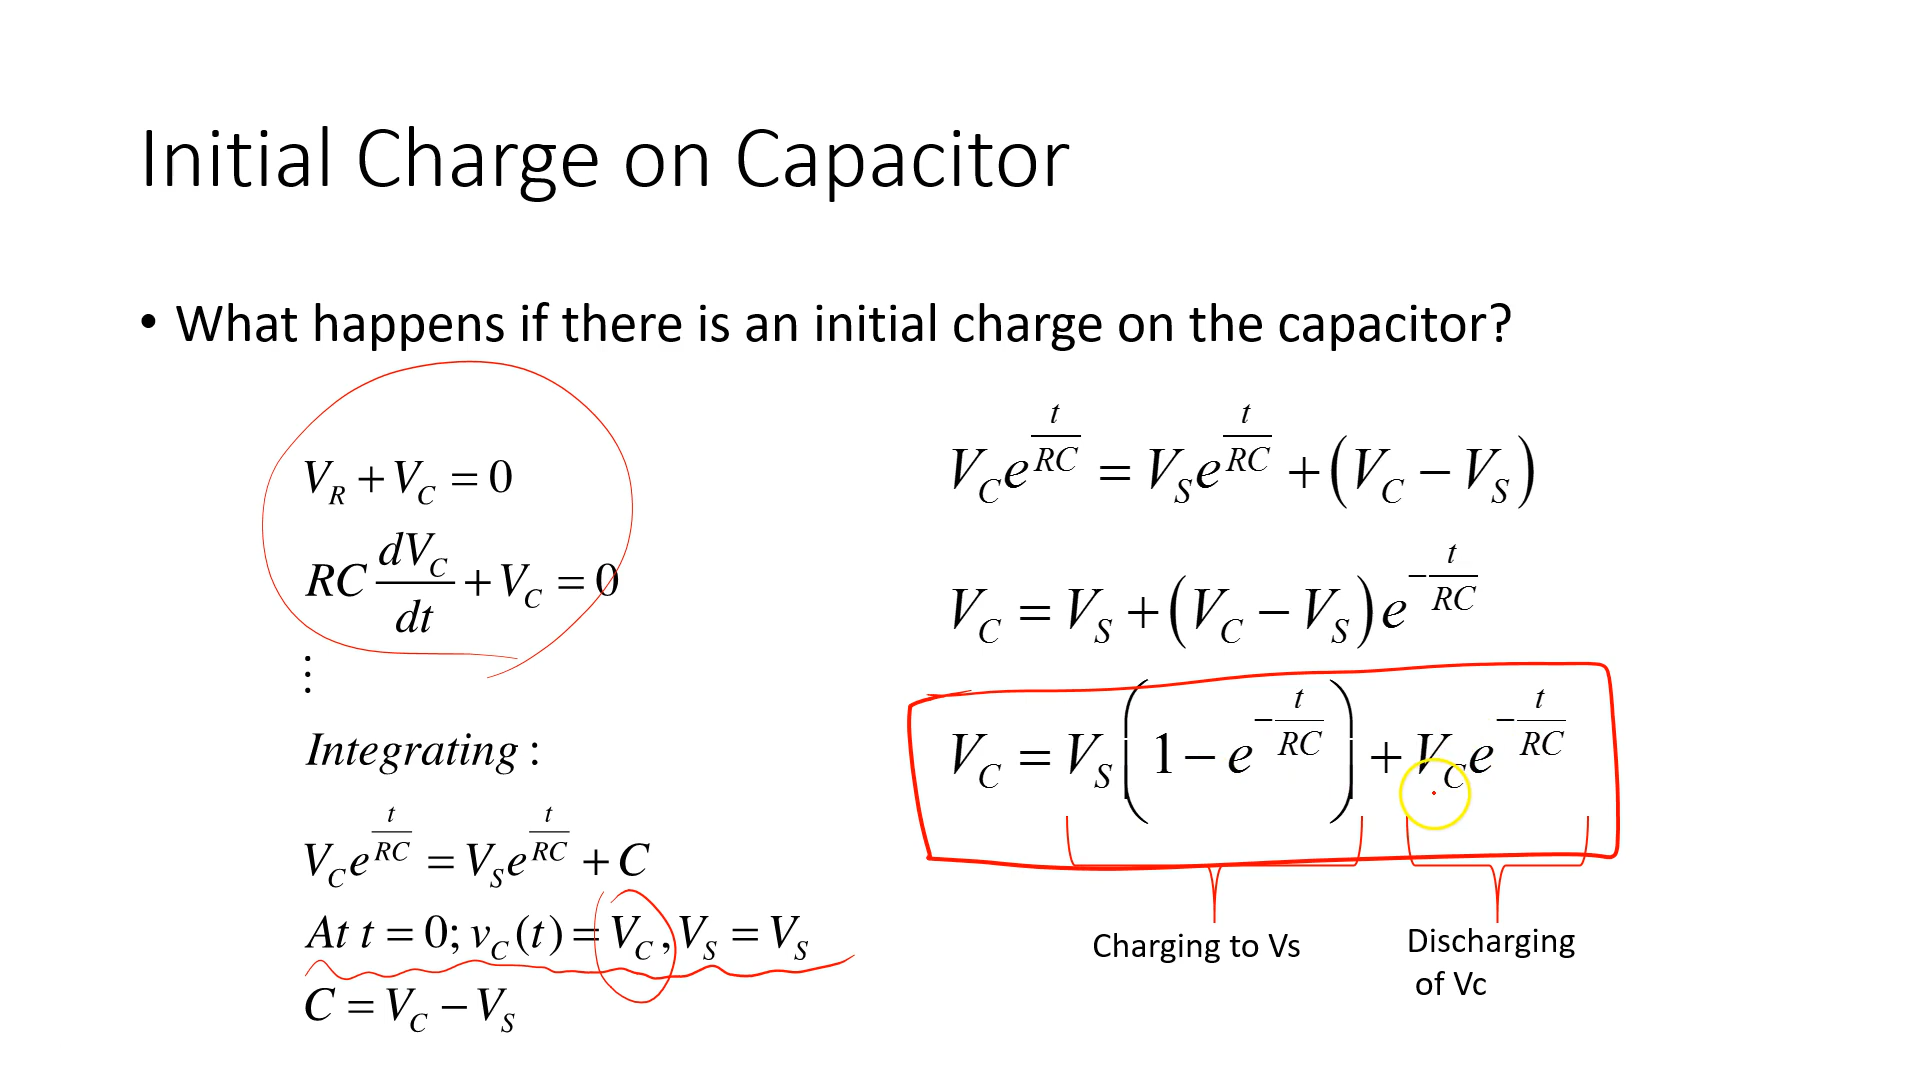 Initial Charge on Capacitor
• What happens if there is an initial charge on the capacitor?
V_R + V_C = 0
RC dV_C/dt + V_C = 0
⋮
Integrating :
V_C e^{t/RC} = V_S e^{t/RC} + C
At t = 0; v_C(t) = V_C, V_S = V_S
C = V_C − V_S
V_C e^{t/RC} = V_S e^{t/RC} + (V_C − V_S)
V_C = V_S + (V_C − V_S) e^{−t/RC}
V_C = V_S (1 − e^{−t/RC}) + V_C e^{−t/RC}
Charging to Vs
Discharging
of Vc